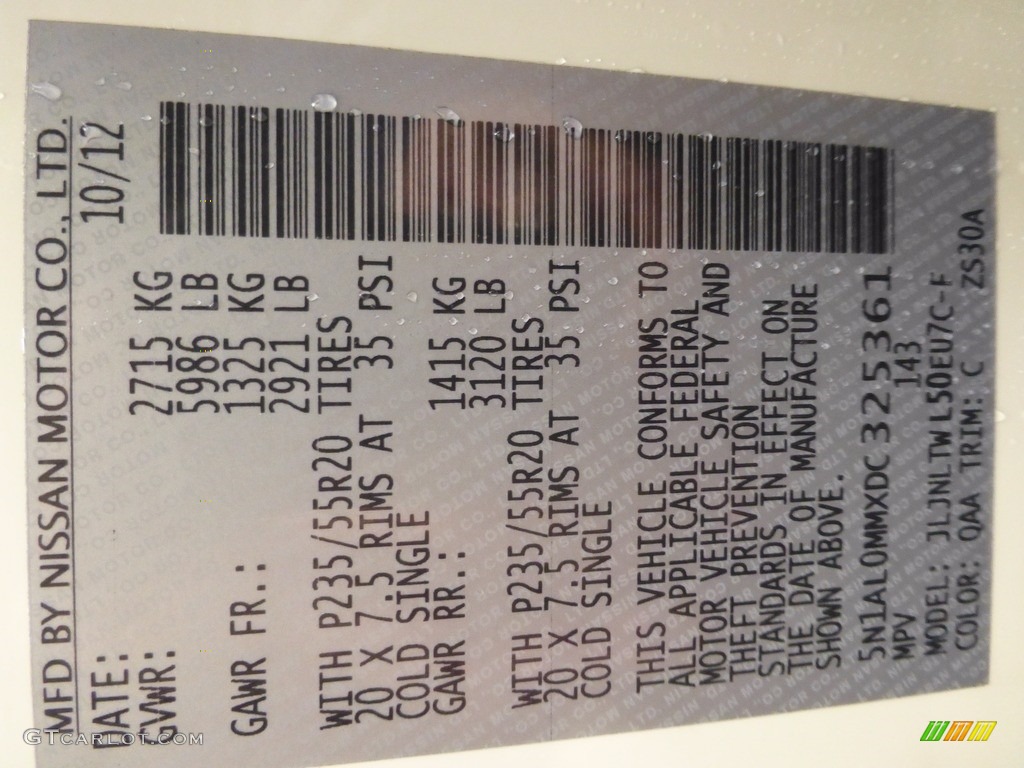 MFD BY NISSAN MOTOR CO., LTD.
DATE: 10/12
GVWR: 2715 KG
5986 LB
GAWR FR.: 1325 KG
2921 LB
WITH P235/55R20 TIRES
20 X 7.5 RIMS AT 35 PSI
COLD SINGLE
GAWR RR.: 1415 KG
3120 LB
WITH P235/55R20 TIRES
20 X 7.5 RIMS AT 35 PSI
COLD SINGLE
THIS VEHICLE CONFORMS TO
ALL APPLICABLE FEDERAL
MOTOR VEHICLE SAFETY AND
THEFT PREVENTION
STANDARDS IN EFFECT ON
THE DATE OF MANUFACTURE
SHOWN ABOVE.
5N1AL0MMXDC325361
MPV 143
MODEL: JLJNLTWL50EU7C-F
COLOR: QAA TRIM: C ZS30A
GTcarlot.com